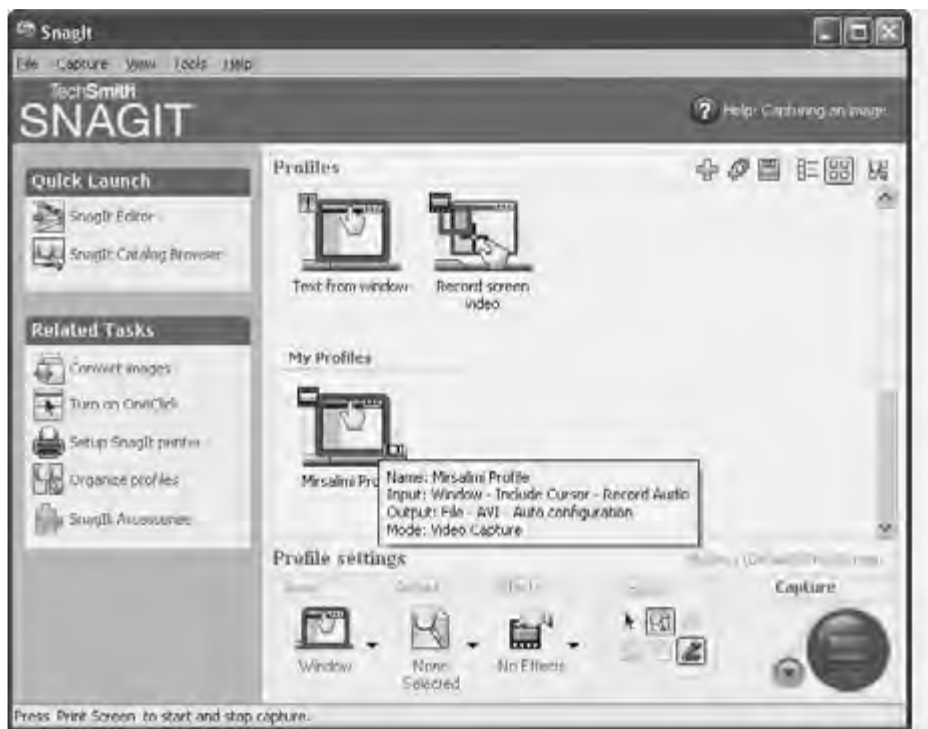 SnagIt
File Capture View Tools Help
TechSmith
SNAGIT
? Help: Capturing an image
Quick Launch
SnagIt Editor
SnagIt Catalog Browser
Related Tasks
Convert images
Turn on OneClick
Setup SnagIt printer
Organize profiles
SnagIt Accessories
Profiles
Text from window
Record screen
video
My Profiles
Mirsalimi Pro
Name: Mirsalimi Profile
Input: Window - Include Cursor - Record Audio
Output: File - AVI - Auto configuration
Mode: Video Capture
Profile settings
Capture
Window
None
Selected
No Effects
Press Print Screen to start and stop capture.